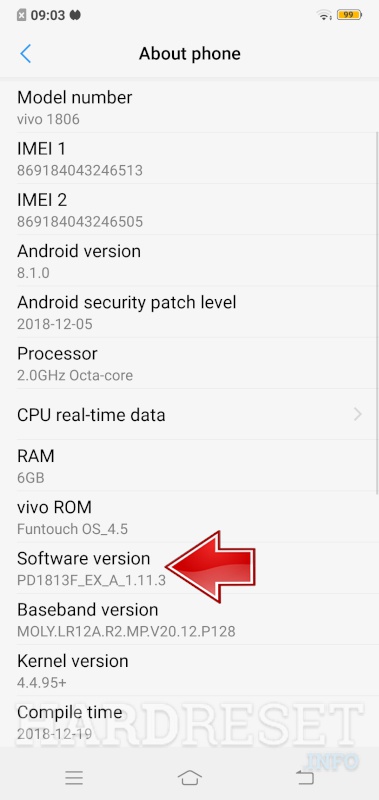 09:03
99
About phone
Model number
vivo 1806
IMEI 1
869184043246513
IMEI 2
869184043246505
Android version
8.1.0
Android security patch level
2018-12-05
Processor
2.0GHz Octa-core
CPU real-time data
RAM
6GB
vivo ROM
Funtouch OS_4.5
Software version
PD1813F_EX_A_1.11.3
Baseband version
MOLY.LR12A.R2.MP.V20.12.P128
Kernel version
4.4.95+
HARDRESET
Compile time
2018-12-19
.INFO